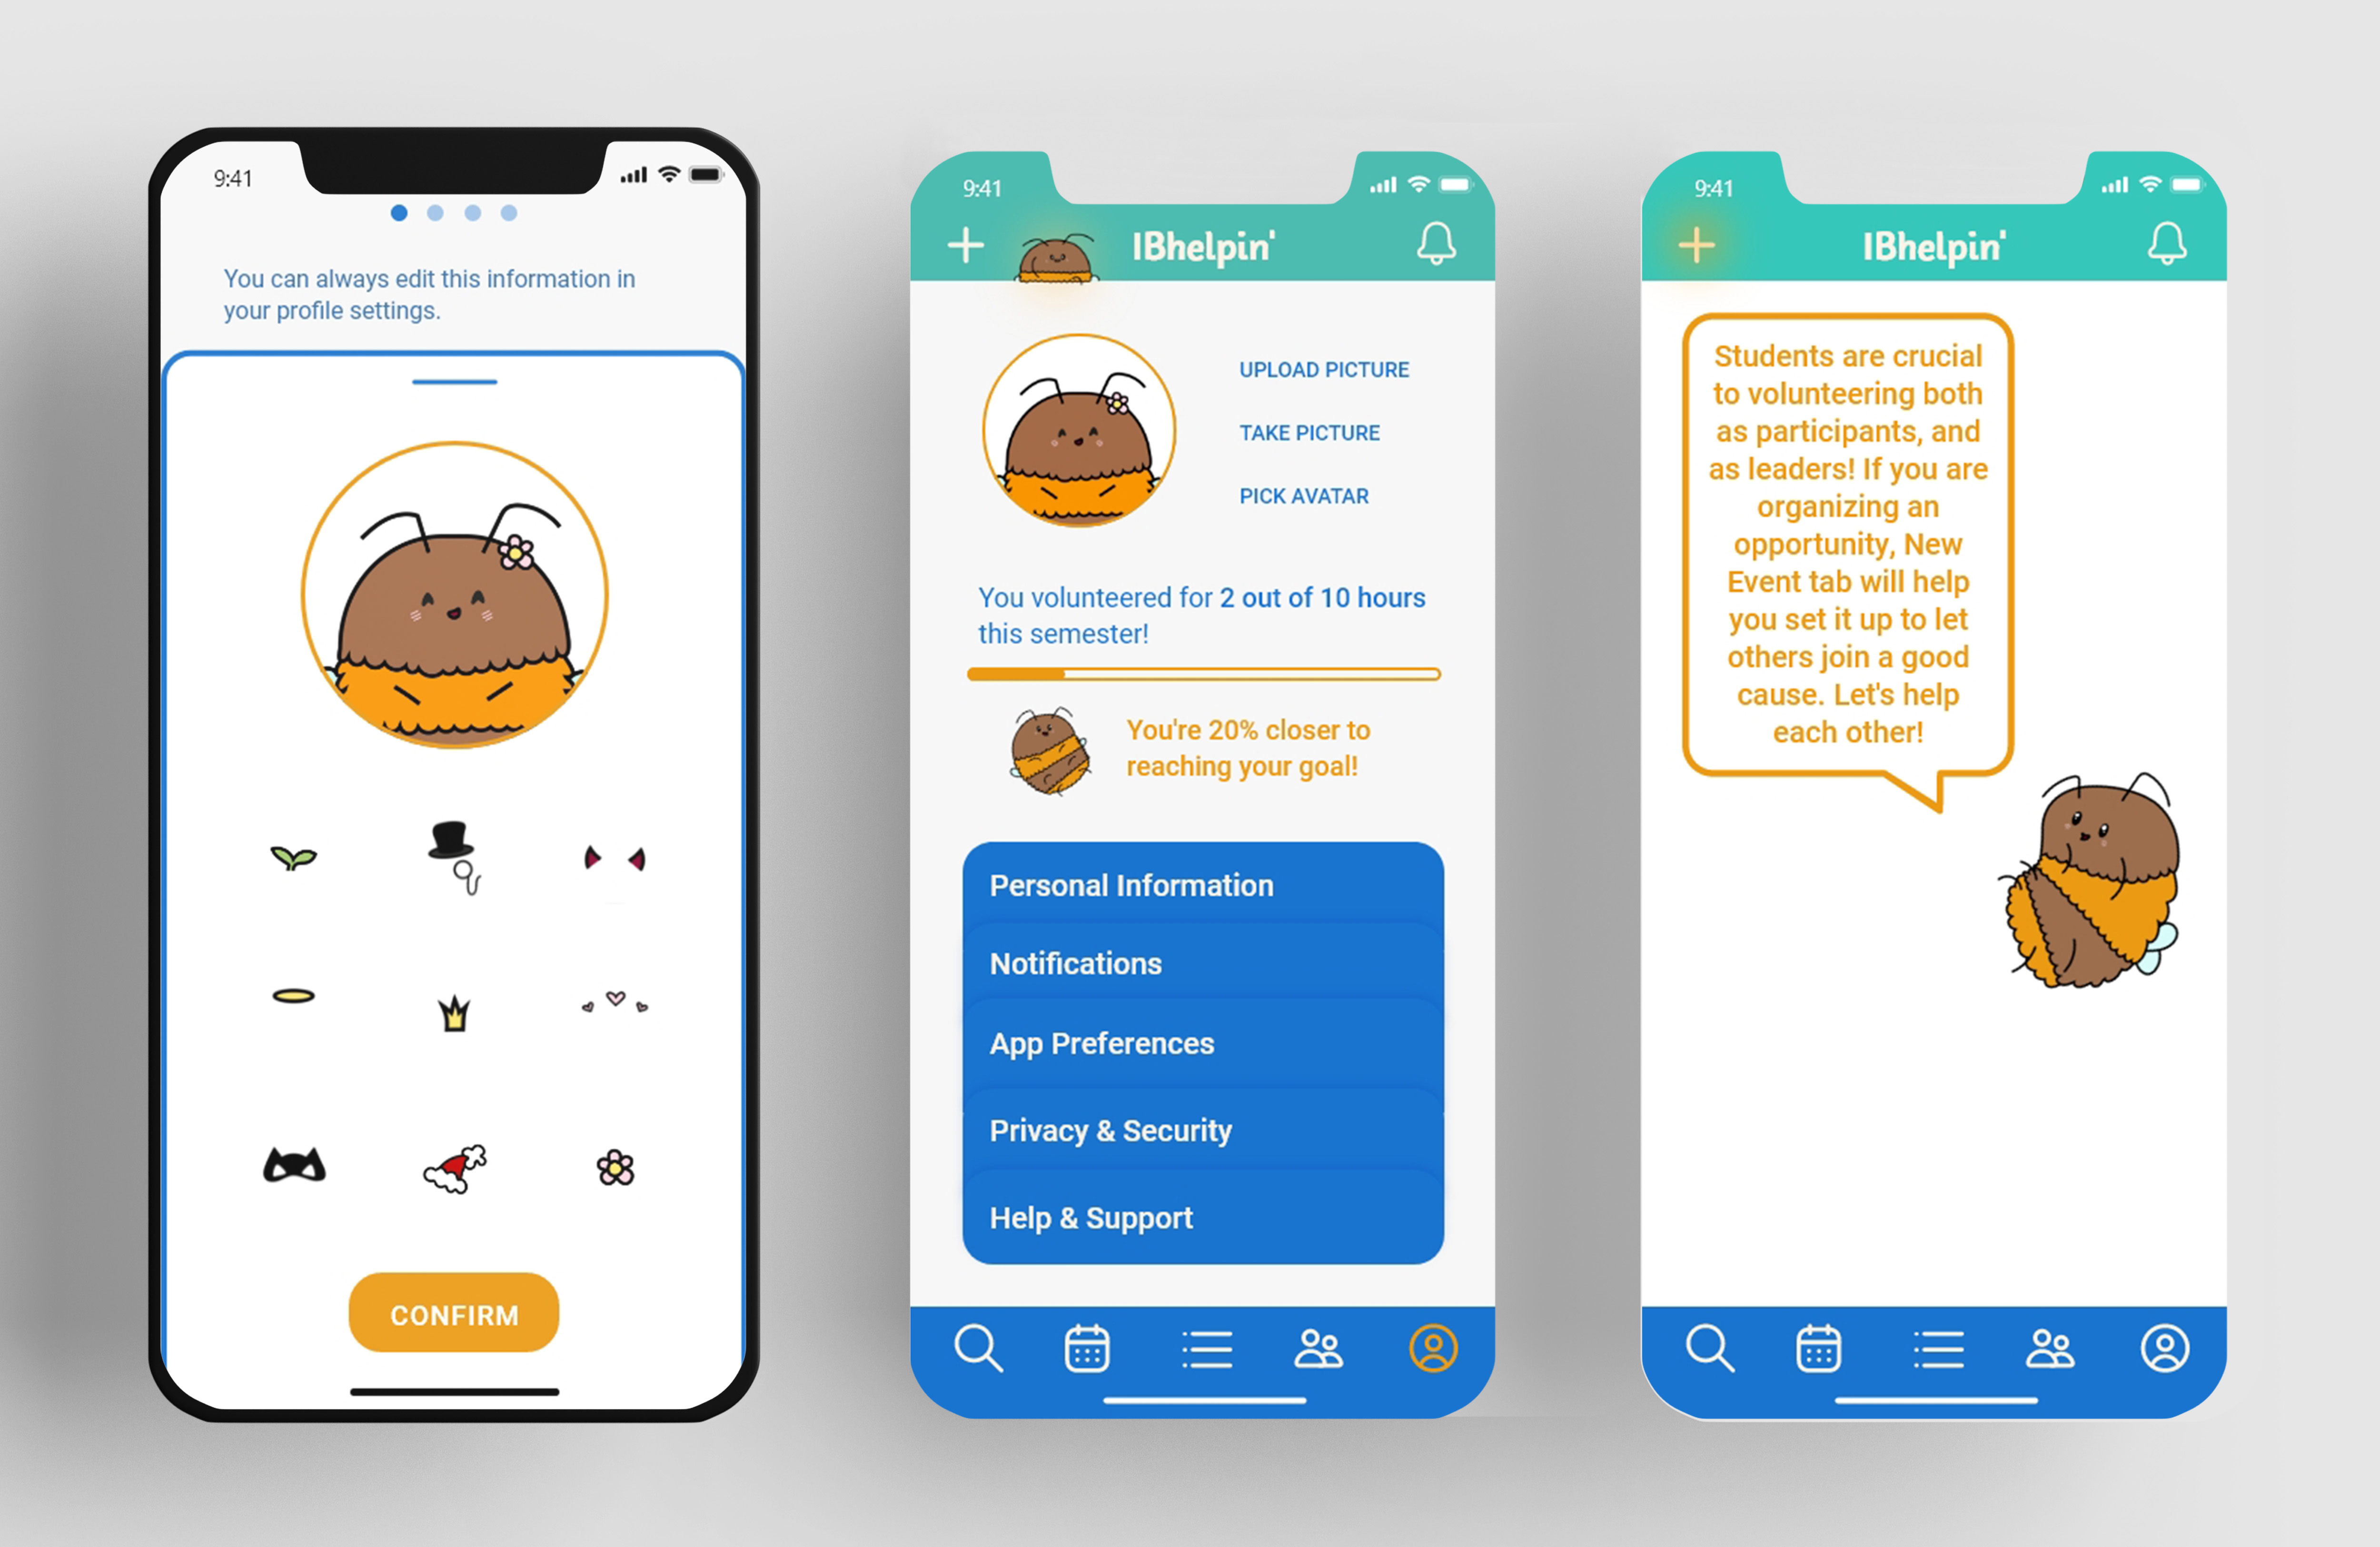 9:41
You can always edit this information in
your profile settings.
CONFIRM
9:41
IBhelpin'
UPLOAD PICTURE
TAKE PICTURE
PICK AVATAR
You volunteered for 2 out of 10 hours
this semester!
You're 20% closer to
reaching your goal!
Personal Information
Notifications
App Preferences
Privacy & Security
Help & Support
9:41
IBhelpin'
Students are crucial
to volunteering both
as participants, and
as leaders! If you are
organizing an
opportunity, New
Event tab will help
you set it up to let
others join a good
cause. Let's help
each other!